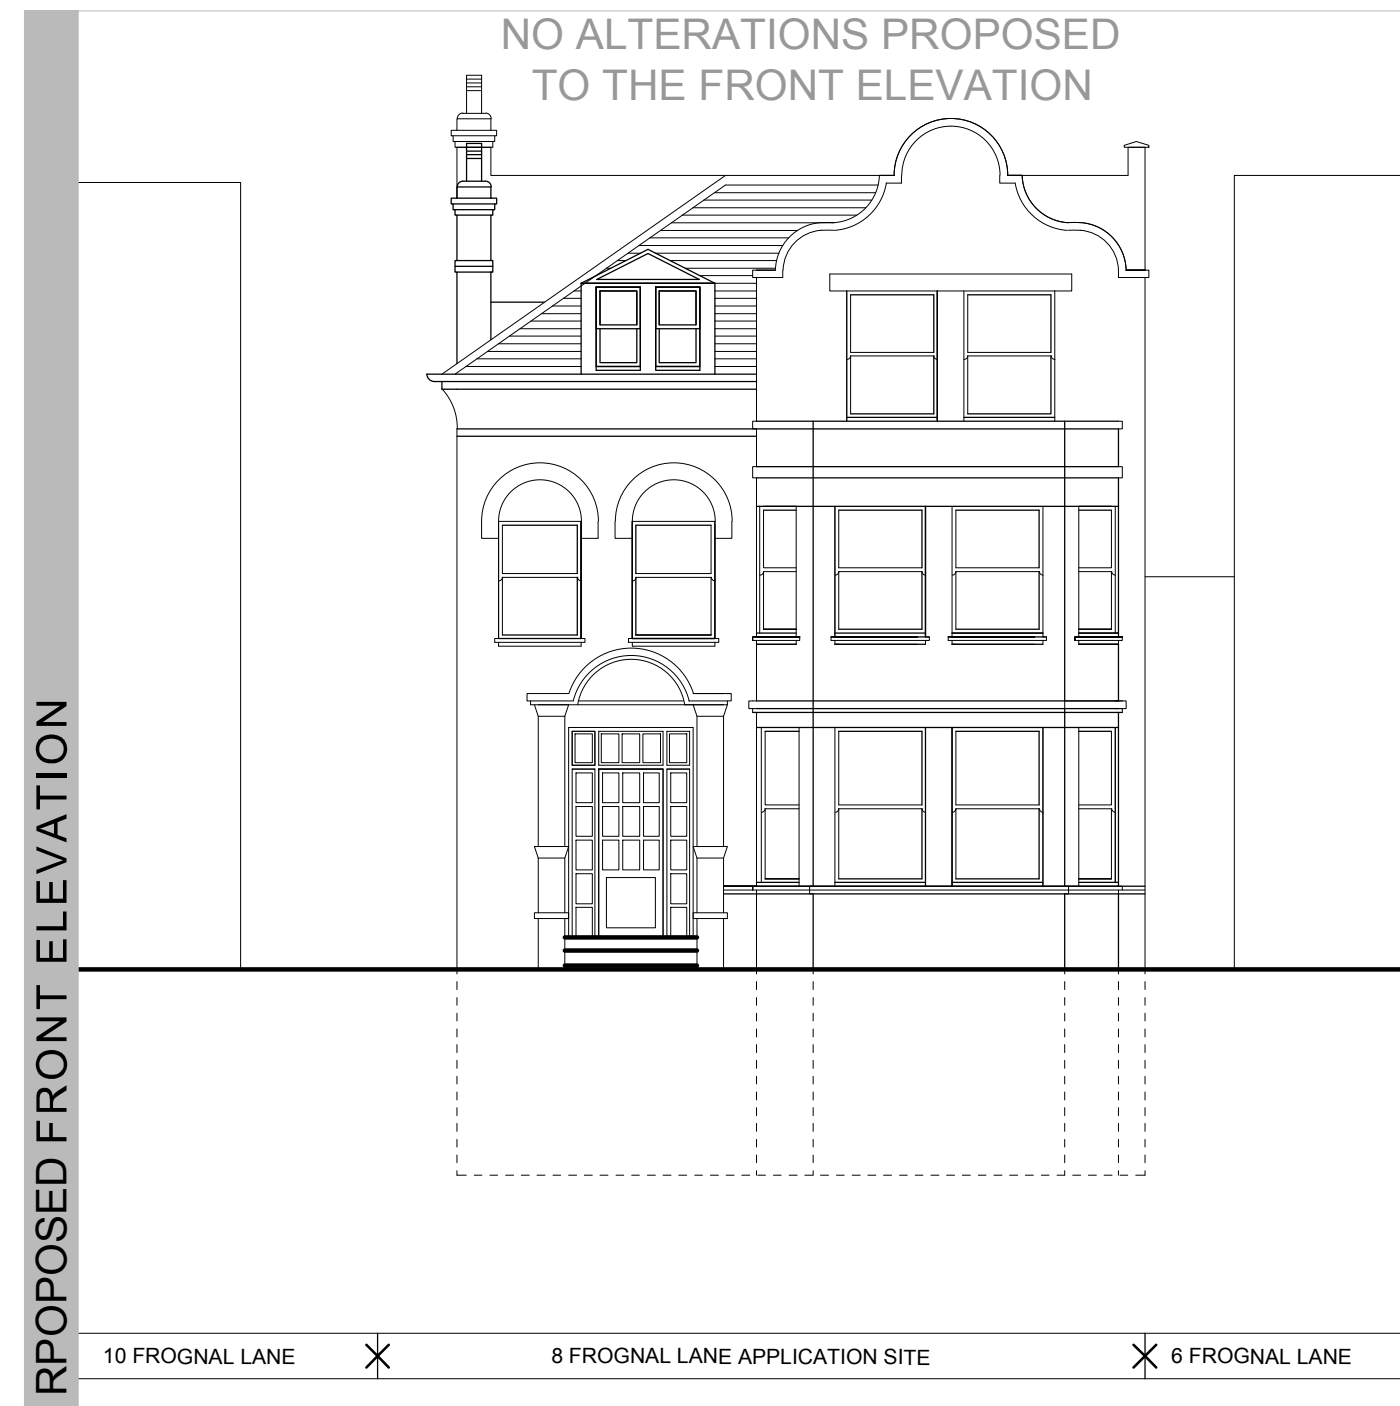 NO ALTERATIONS PROPOSED
TO THE FRONT ELEVATION
RPOPOSED FRONT ELEVATION
10 FROGNAL LANE
8 FROGNAL LANE APPLICATION SITE
6 FROGNAL LANE